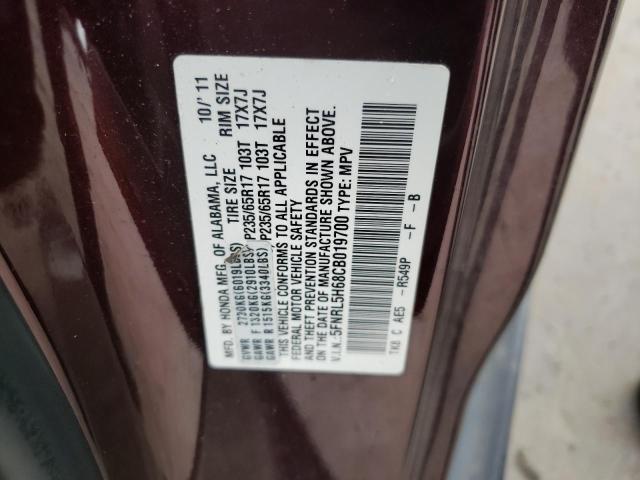 MFD. BY HONDA MFG. OF ALABAMA, LLC 10/'11
TIRE SIZE RIM SIZE
GVWR 2730KG(6019LBS)
GAWR F 1320KG(2910LBS) P235/65R17 103T 17X7J
GAWR R 1515KG(3340LBS) P235/65R17 103T 17X7J
THIS VEHICLE CONFORMS TO ALL APPLICABLE
FEDERAL MOTOR VEHICLE SAFETY
AND THEFT PREVENTION STANDARDS IN EFFECT
ON THE DATE OF MANUFACTURE SHOWN ABOVE.
V.I.N.:5FNRL5H68CB019700 TYPE: MPV
TK8 C AE5 -R549P -F -B